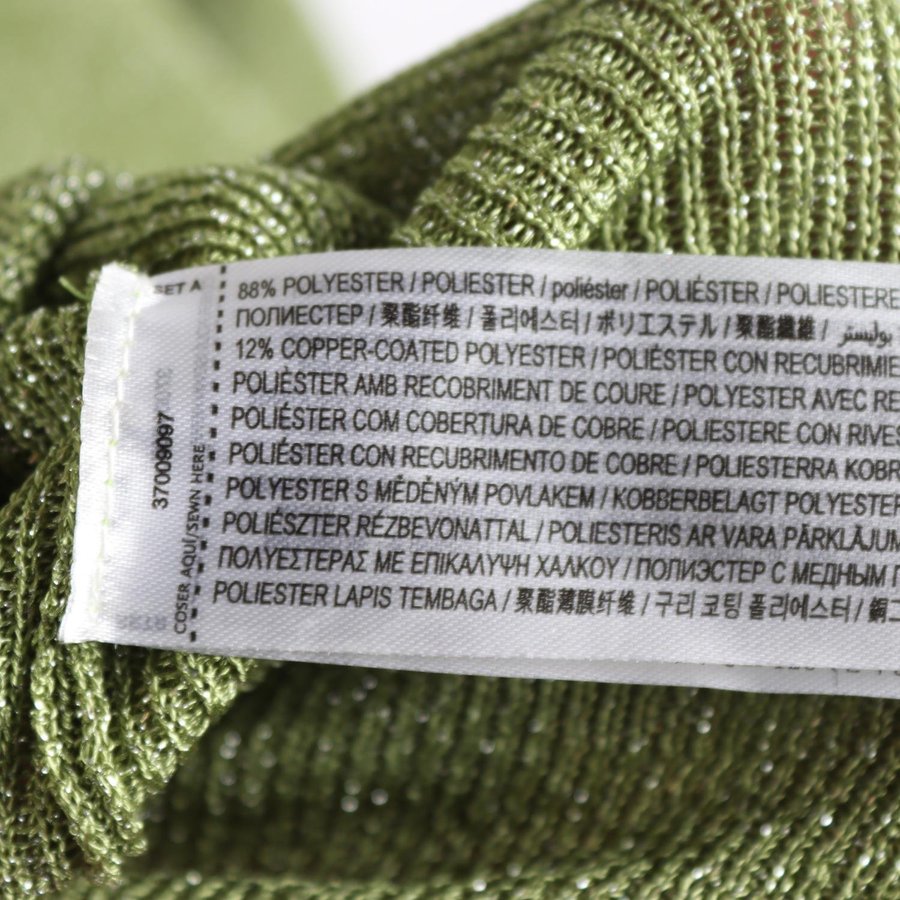 88% POLYESTER / POLIESTER / poliéster / POLIÉSTER / POLIESTERE
ПОЛИЕСТЕР / 聚酯纤维 / 폴리에스터 / ポリエステル / 聚酯纖維 / بوليستر
12% COPPER-COATED POLYESTER / POLIÉSTER CON RECUBRIMIE
POLIÈSTER AMB RECOBRIMENT DE COURE / POLYESTER AVEC RE
POLIÉSTER COM COBERTURA DE COBRE / POLIESTERE CON RIVES
POLIÉSTER CON RECUBRIMENTO DE COBRE / POLIESTERRA KOBR
POLYESTER S MĚDĚNÝM POVLAKEM / KOBBERBELAGT POLYESTER
POLIÉSZTER RÉZBEVONATTAL / POLIESTERIS AR VARA PĀRKLĀJUM
ΠΟΛΥΕΣΤΕΡΑΣ ΜΕ ΕΠΙΚΑΛΥΨΗ ΧΑΛΚΟΥ / ПОЛИЭСТЕР С МЕДНЫМ П
POLIESTER LAPIS TEMBAGA / 聚酯薄膜纤维 / 구리 코팅 폴리에스터 / 銅コ
SET A
37009097
COSER AQUÍ/SEWN HERE